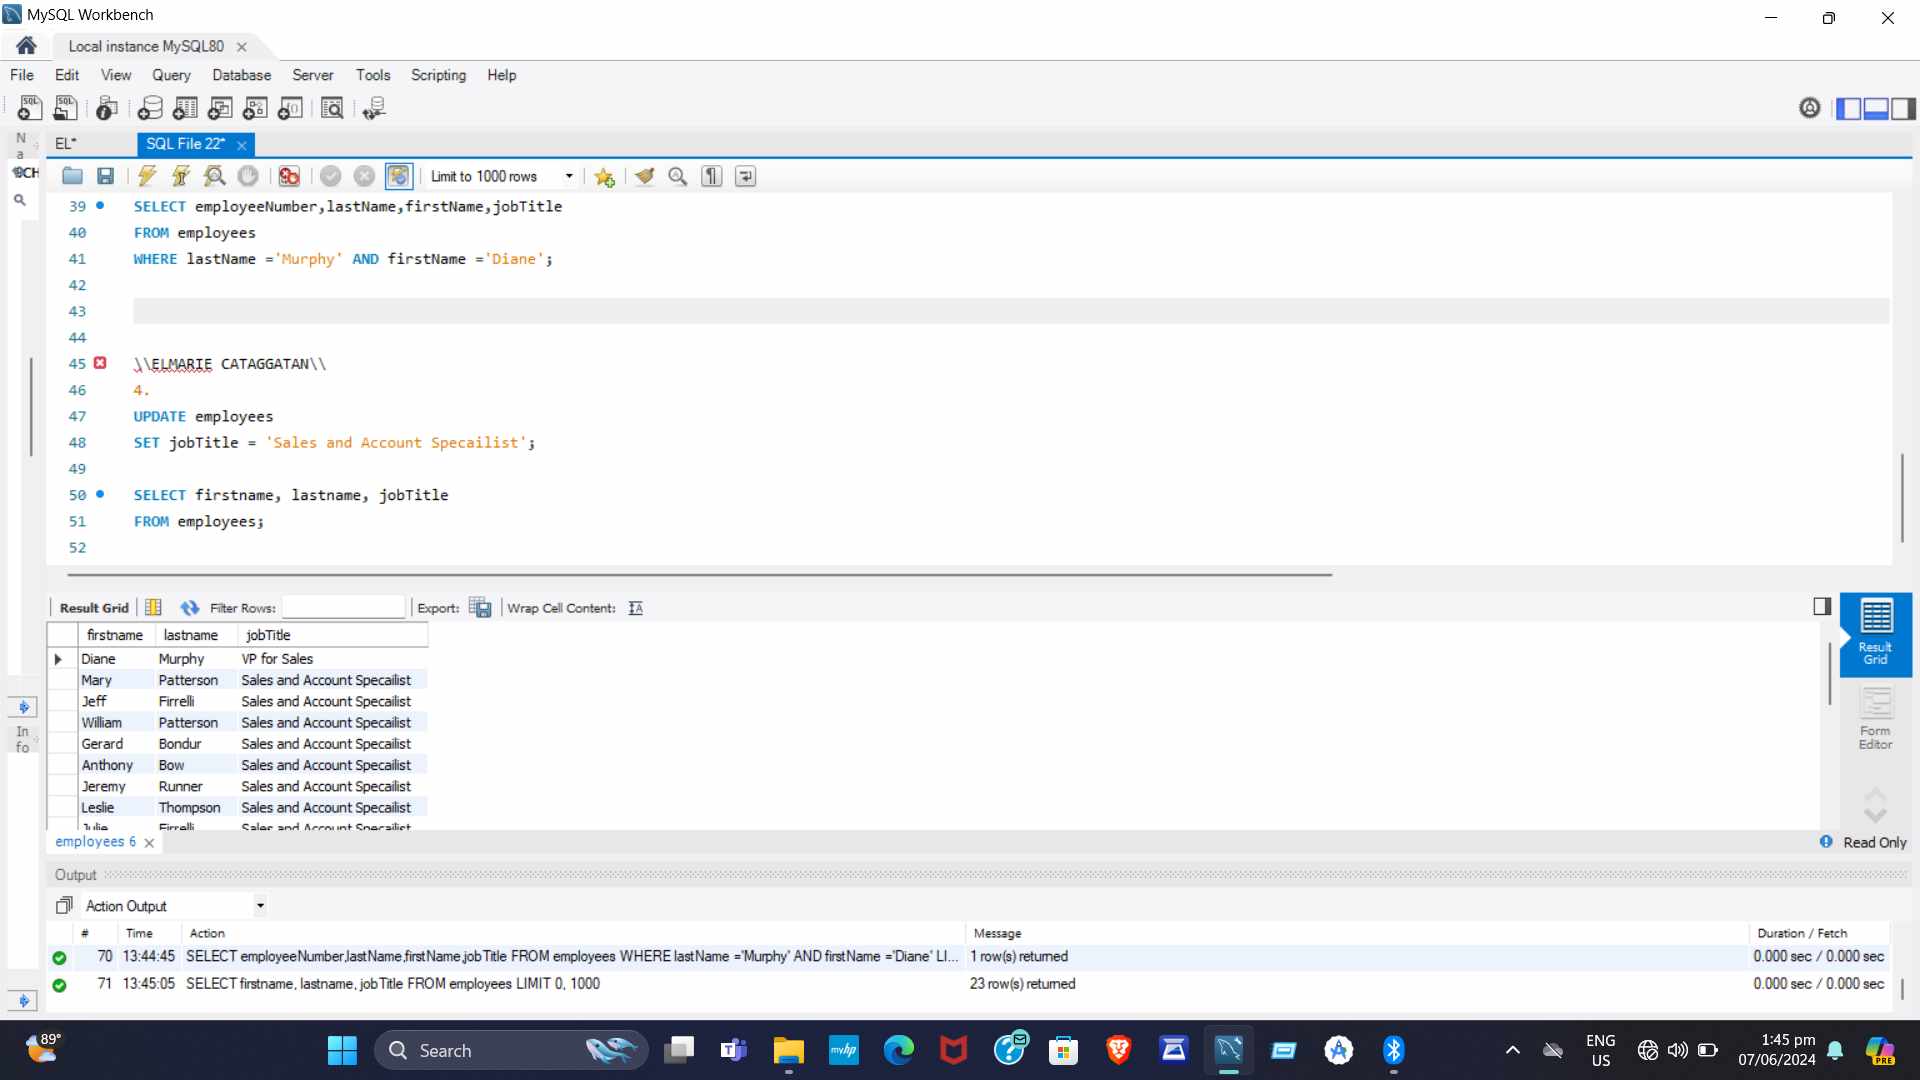 MySQL Workbench
Local instance MySQL80
File Edit View Query Database Server Tools Scripting Help
Na
EL* SQL File 22*
SCH
Limit to 1000 rows
39 SELECT employeeNumber,lastName,firstName,jobTitle
40 FROM employees
41 WHERE lastName ='Murphy' AND firstName ='Diane';
42
43
44
45 \\ELMARIE CATAGGATAN\\
46 4.
47 UPDATE employees
48 SET jobTitle = 'Sales and Account Specailist';
49
50 SELECT firstname, lastname, jobTitle
51 FROM employees;
52
Result Grid Filter Rows: Export: Wrap Cell Content:
firstname lastname jobTitle
Diane Murphy VP for Sales
Mary Patterson Sales and Account Specailist
Jeff Firrelli Sales and Account Specailist
William Patterson Sales and Account Specailist
Gerard Bondur Sales and Account Specailist
Anthony Bow Sales and Account Specailist
Jeremy Runner Sales and Account Specailist
Leslie Thompson Sales and Account Specailist
Julie Firrelli Sales and Account Specailist
Result
Grid
Form
Editor
In
fo
employees 6 Read Only
Output
Action Output
# Time Action Message Duration / Fetch
70 13:44:45 SELECT employeeNumber,lastName,firstName,jobTitle FROM employees WHERE lastName ='Murphy' AND firstName ='Diane' LI... 1 row(s) returned 0.000 sec / 0.000 sec
71 13:45:05 SELECT firstname, lastname, jobTitle FROM employees LIMIT 0, 1000 23 row(s) returned 0.000 sec / 0.000 sec
89°
Search
myhp
ENG
US
1:45 pm
07/06/2024
PRE